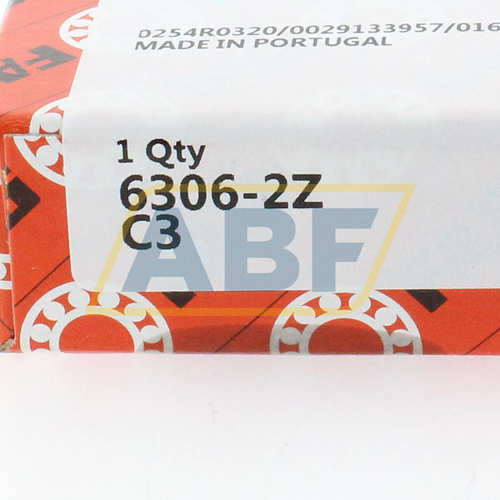 0254R0320/0029133957/016
MADE IN PORTUGAL
1 Qty
6306-2Z
C3
ABF